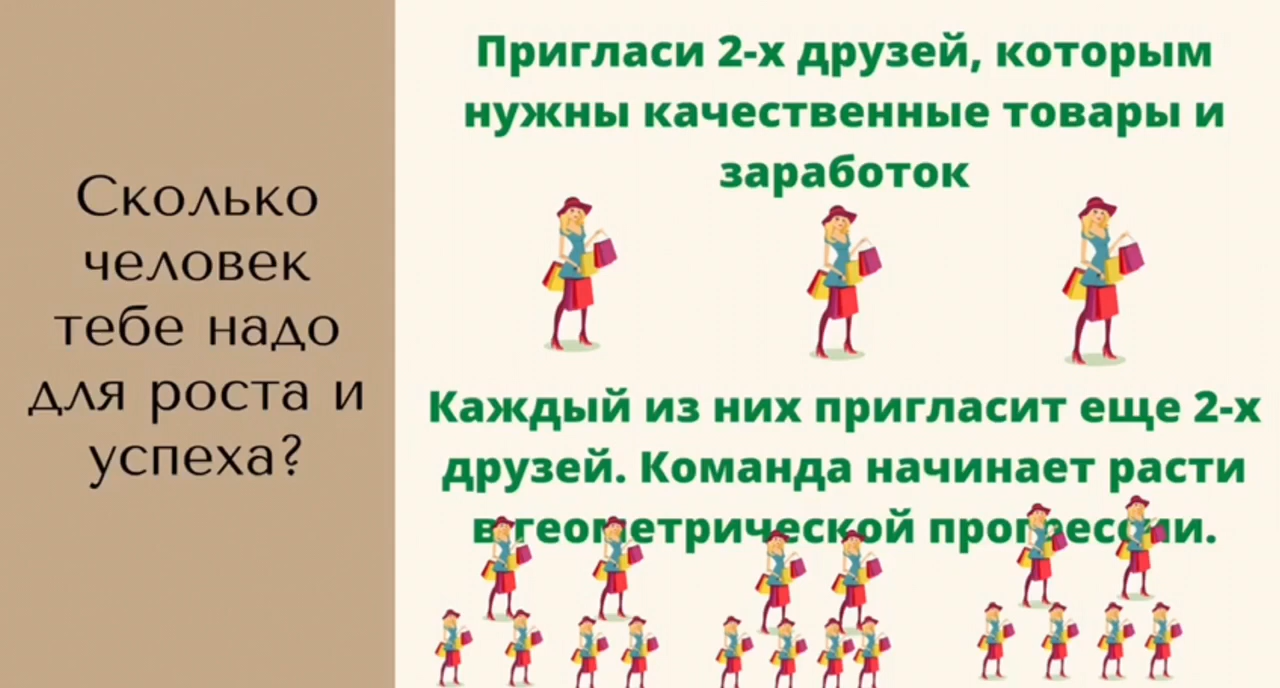 Сколько
человек
тебе надо
для роста и
успеха?
Пригласи 2-х друзей, которым
нужны качественные товары и
заработок
Каждый из них пригласит еще 2-х
друзей. Команда начинает расти
в геометрической прогрессии.